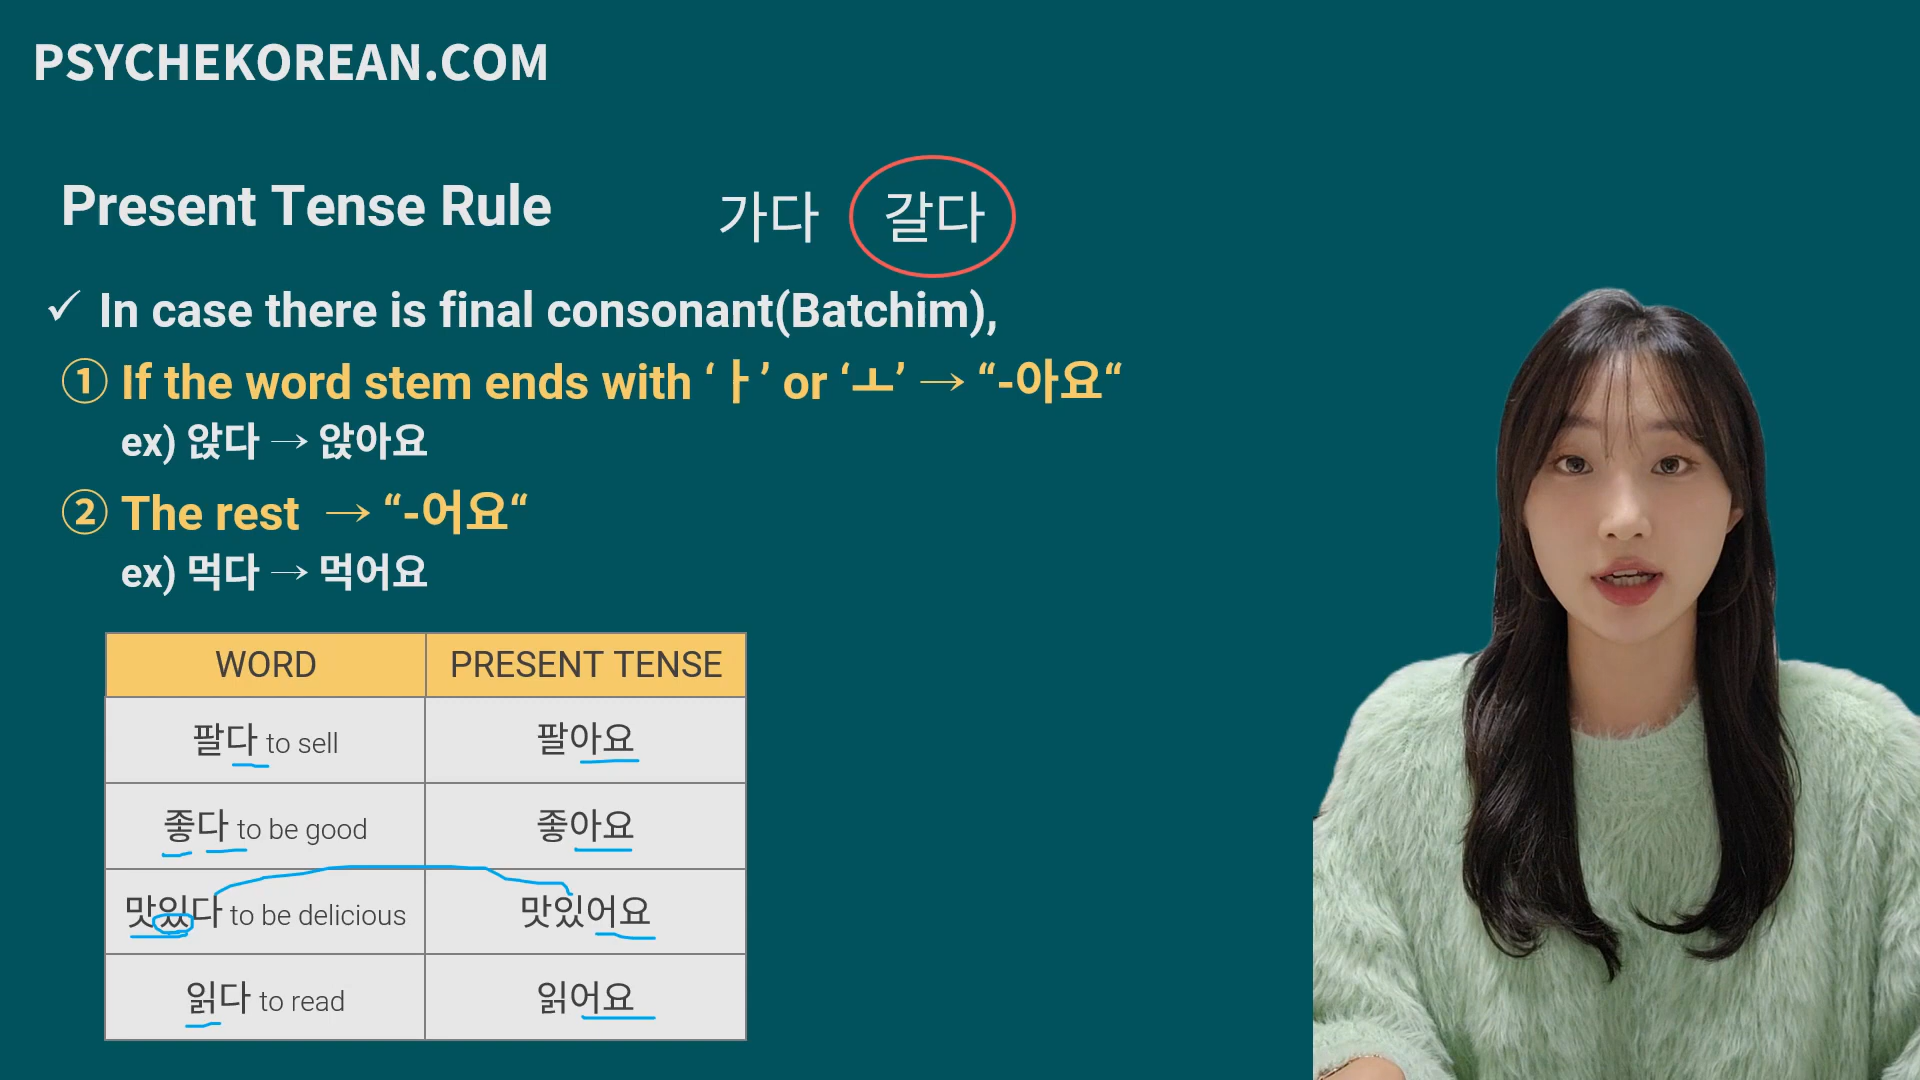 PSYCHEKOREAN.COM
Present Tense Rule
가다 갈다
✓ In case there is final consonant(Batchim),
① If the word stem ends with ‘ㅏ’ or ‘ㅗ’ → “-아요“
ex) 앉다 → 앉아요
② The rest → “-어요“
ex) 먹다 → 먹어요
WORD PRESENT TENSE
팔다 to sell 팔아요
좋다 to be good 좋아요
맛있다 to be delicious 맛있어요
읽다 to read 읽어요